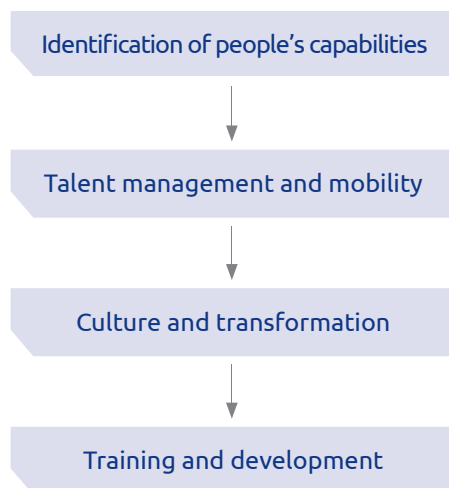 Identification of people’s capabilities
Talent management and mobility
Culture and transformation
Training and development